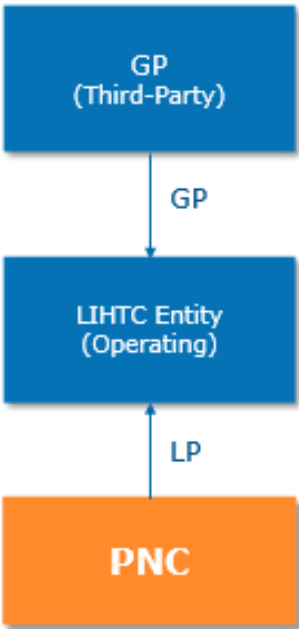 GP
(Third-Party)
GP
LIHTC Entity
(Operating)
LP
PNC